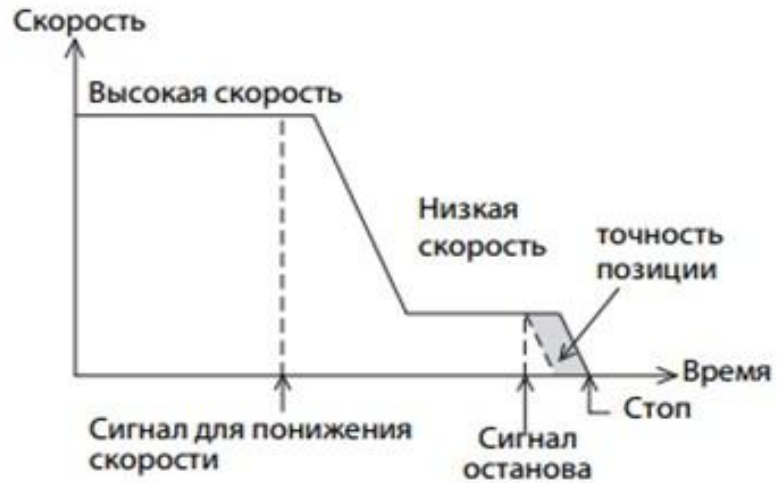 Скорость
Высокая скорость
Низкая
скорость
точность
позиции
Время
Стоп
Сигнал для понижения
скорости
Сигнал
останова